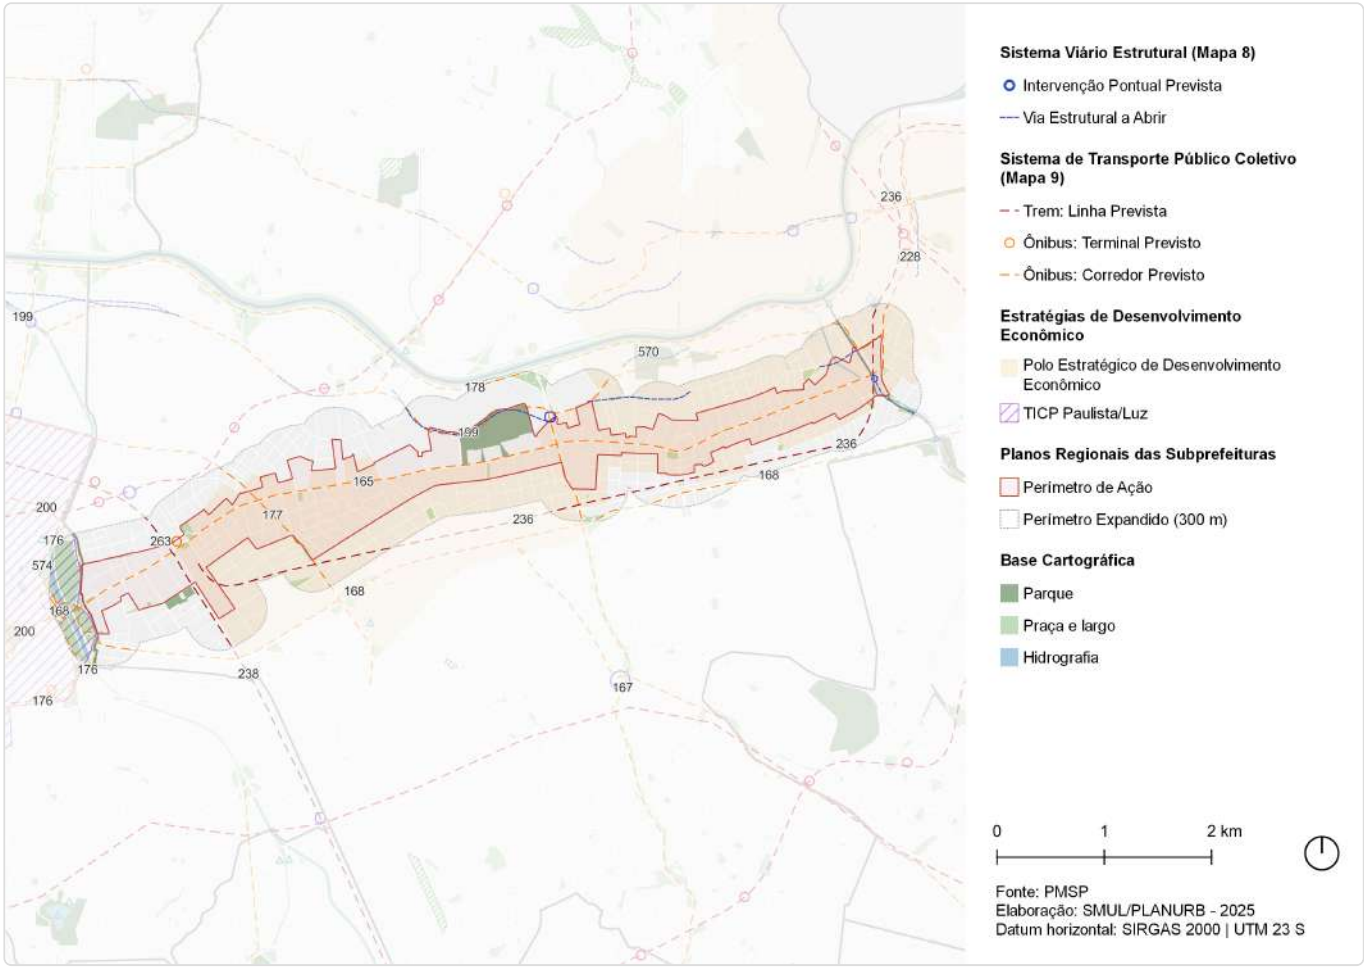 Sistema Viário Estrutural (Mapa 8)
Intervenção Pontual Prevista
Via Estrutural a Abrir
Sistema de Transporte Público Coletivo
(Mapa 9)
Trem: Linha Prevista
Ônibus: Terminal Previsto
Ônibus: Corredor Previsto
Estratégias de Desenvolvimento
Econômico
Polo Estratégico de Desenvolvimento
Econômico
TICP Paulista/Luz
Planos Regionais das Subprefeituras
Perímetro de Ação
Perímetro Expandido (300 m)
Base Cartográfica
Parque
Praça e largo
Hidrografia
0 1 2 km
Fonte: PMSP
Elaboração: SMUL/PLANURB - 2025
Datum horizontal: SIRGAS 2000 | UTM 23 S
236
228
199
570
178
199
236
165
168
200
177
236
176
263
574
168
168
200
176
238
167
176